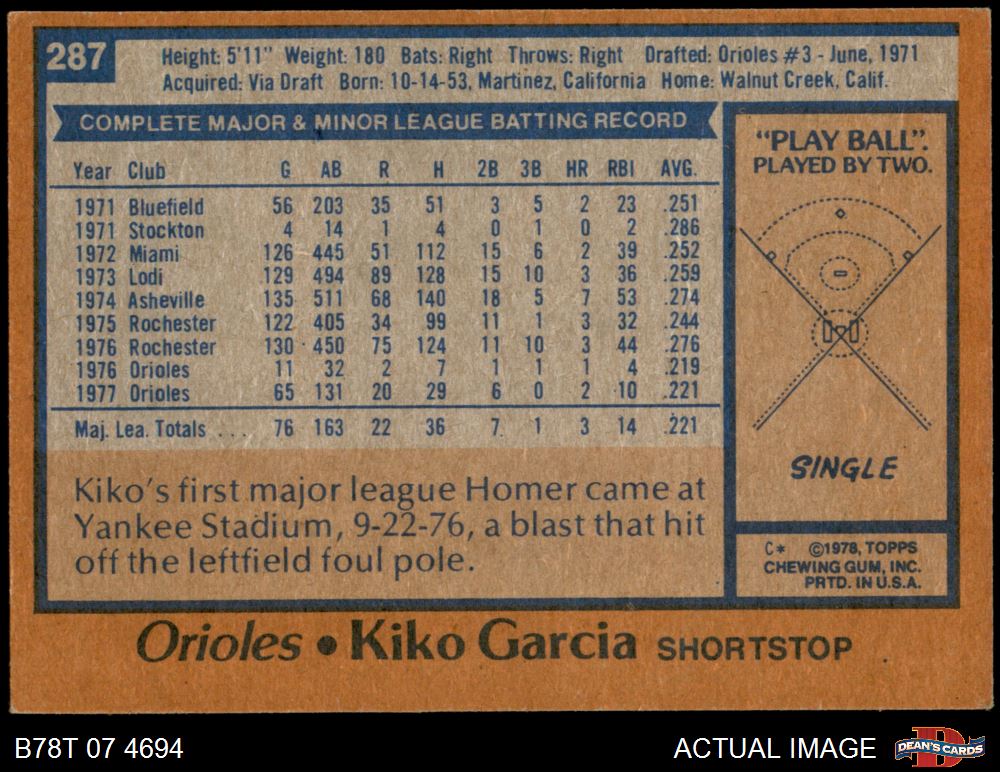 287
Height: 5'11" Weight: 180 Bats: Right Throws: Right Drafted: Orioles #3 - June, 1971
Acquired: Via Draft Born: 10-14-53, Martinez, California Home: Walnut Creek, Calif.
COMPLETE MAJOR & MINOR LEAGUE BATTING RECORD
Year Club G AB R H 2B 3B HR RBI AVG.
1971 Bluefield 56 203 35 51 3 5 2 23 .251
1971 Stockton 4 14 1 4 0 1 0 2 .286
1972 Miami 126 445 51 112 15 6 2 39 .252
1973 Lodi 129 494 89 128 15 10 3 36 .259
1974 Asheville 135 511 68 140 18 5 7 53 .274
1975 Rochester 122 405 34 99 11 1 3 32 .244
1976 Rochester 130 450 75 124 11 10 3 44 .276
1976 Orioles 11 32 2 7 1 1 1 4 .219
1977 Orioles 65 131 20 29 6 0 2 10 .221
Maj. Lea. Totals ... 76 163 22 36 7 1 3 14 .221
Kiko's first major league Homer came at
Yankee Stadium, 9-22-76, a blast that hit
off the leftfield foul pole.
"PLAY BALL".
PLAYED BY TWO.
SINGLE
C* ©1978, TOPPS
CHEWING GUM, INC.
PRTD. IN U.S.A.
Orioles • Kiko Garcia SHORTSTOP
B78T 07 4694
ACTUAL IMAGE
DEAN'S CARDS